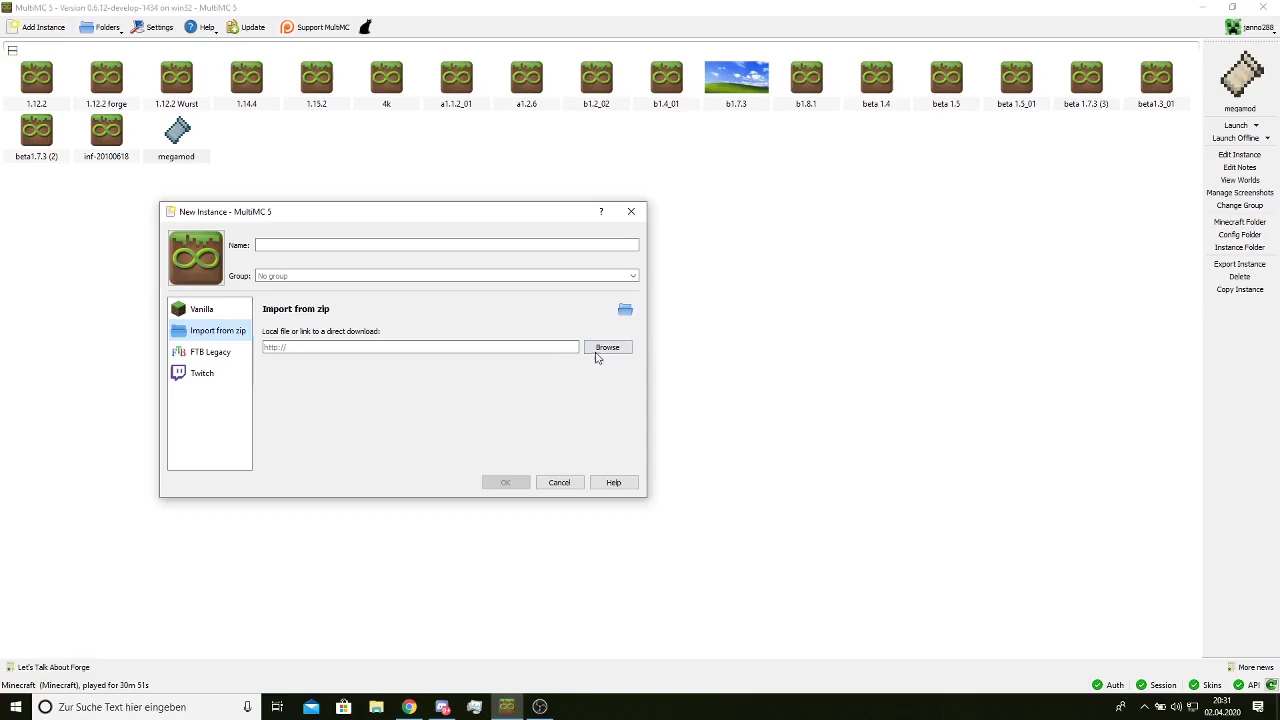 MultiMC 5 - Version 0.6.12-develop-1434 on win32 - MultiMC 5
Add Instance Folders Settings Help Update Support MultiMC janno288
1.12.2 1.12.2 forge 1.12.2 Wurst 1.14.4 1.15.2 4k a1.1.2_01 a1.2.6 b1.2_02 b1.4_01 b1.7.3 b1.8.1 beta 1.4 beta 1.5 beta 1.5_01 beta 1.7.3 (3) beta1.3_01
beta1.7.3 (2) inf-20100618 megamod
megamod
Launch
Launch Offline
Edit Instance
Edit Notes
View Worlds
Manage Screenshots
Change Group
Minecraft Folder
Config Folder
Instance Folder
Export Instance
Delete
Copy Instance
New Instance - MultiMC 5
?
Name:
Group: No group
Vanilla
Import from zip
FTB Legacy
Twitch
Import from zip
Local file or link to a direct download:
http://
Browse
OK Cancel Help
Let's Talk About Forge
More news
Minecraft (Minecraft), played for 30m 51s
Auth Session Skins API
Zur Suche Text hier eingeben
20:31
02.04.2020